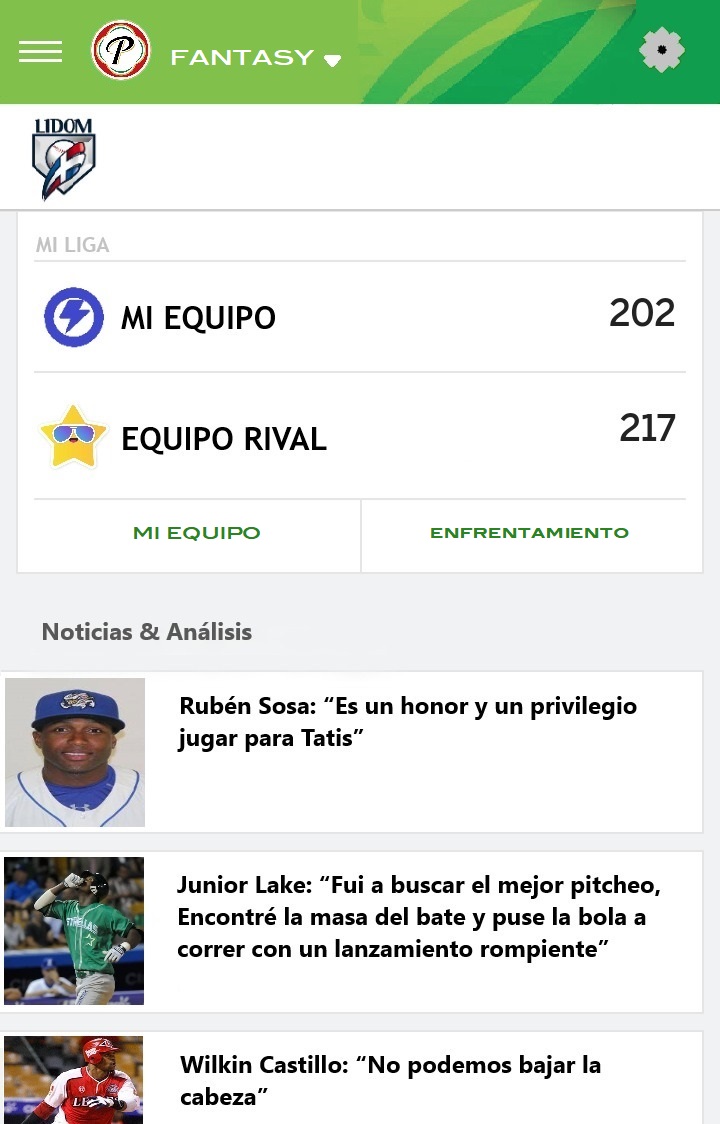 P FANTASY
LIDOM
MI LIGA
MI EQUIPO 202
EQUIPO RIVAL 217
MI EQUIPO ENFRENTAMIENTO
Noticias & Análisis
Rubén Sosa: “Es un honor y un privilegio
jugar para Tatis”
Junior Lake: “Fui a buscar el mejor pitcheo,
Encontré la masa del bate y puse la bola a
correr con un lanzamiento rompiente”
Wilkin Castillo: “No podemos bajar la
cabeza”